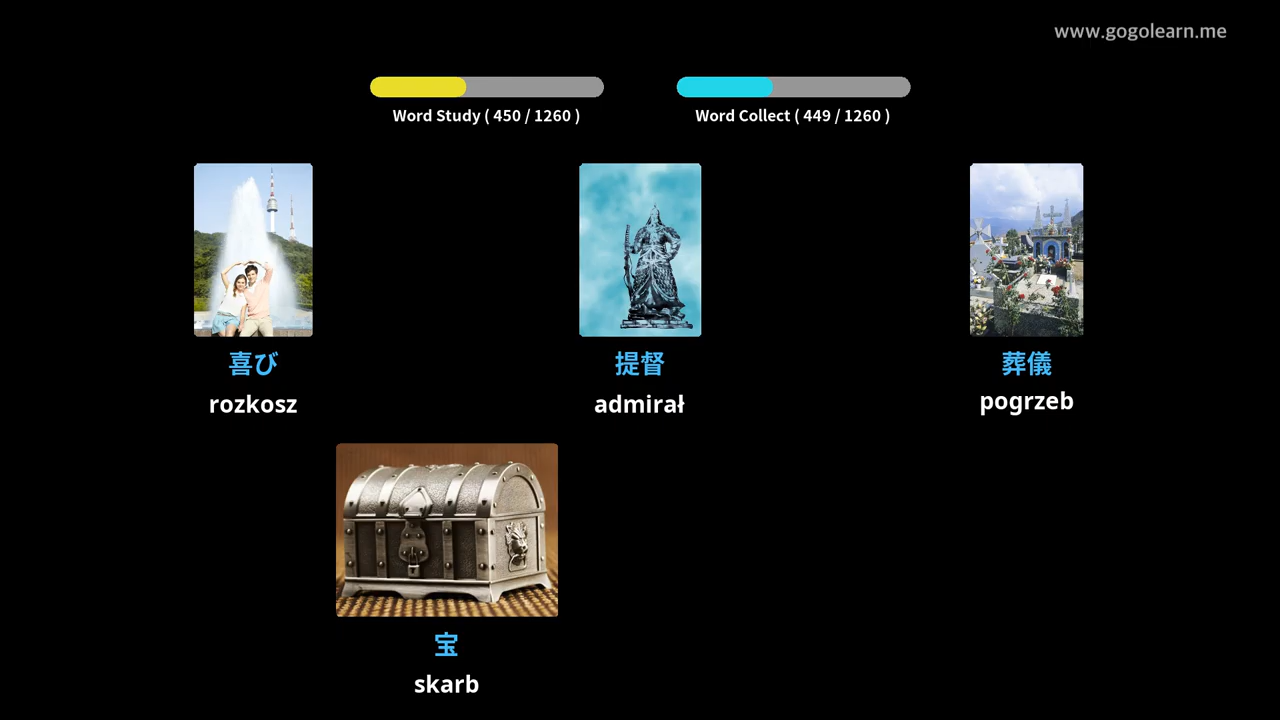 www.gogolearn.me
Word Study ( 450 / 1260 )
Word Collect ( 449 / 1260 )
喜び
rozkosz
提督
admirał
葬儀
pogrzeb
宝
skarb